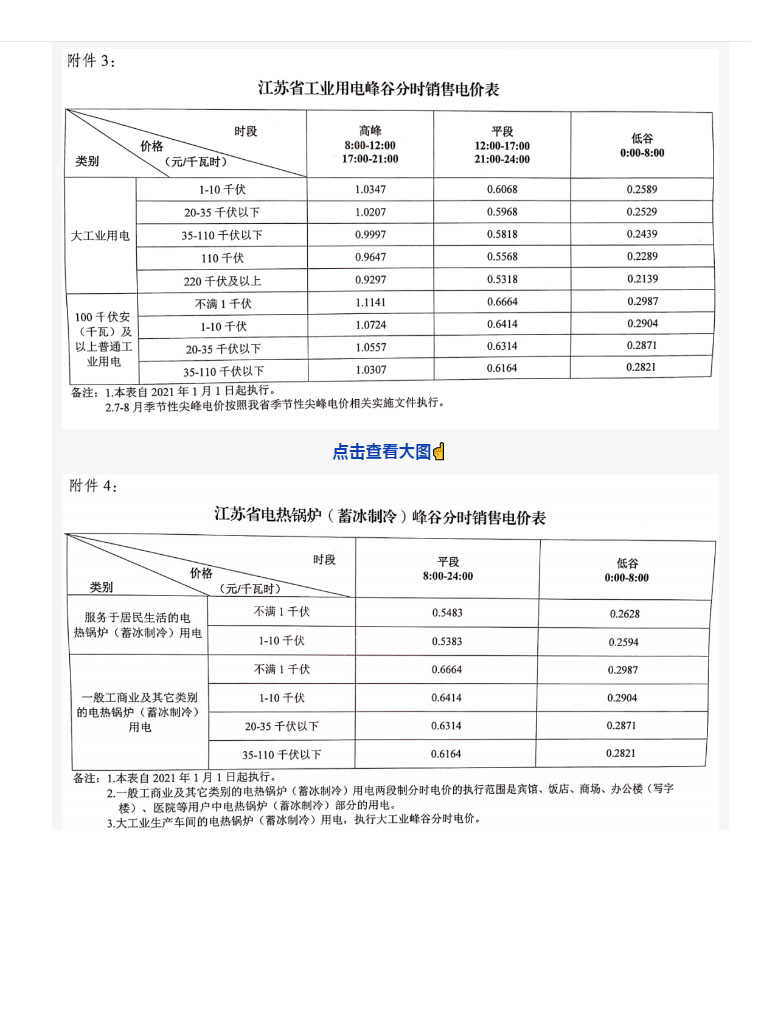 附件 3：
江苏省工业用电峰谷分时销售电价表
时段
价格
（元/千瓦时）
类别
高峰
8:00-12:00
17:00-21:00
平段
12:00-17:00
21:00-24:00
低谷
0:00-8:00
大工业用电
1-10 千伏 1.0347 0.6068 0.2589
20-35 千伏以下 1.0207 0.5968 0.2529
35-110 千伏以下 0.9997 0.5818 0.2439
110 千伏 0.9647 0.5568 0.2289
220 千伏及以上 0.9297 0.5318 0.2139
100 千伏安
（千瓦）及
以上普通工
业用电
不满 1 千伏 1.1141 0.6664 0.2987
1-10 千伏 1.0724 0.6414 0.2904
20-35 千伏以下 1.0557 0.6314 0.2871
35-110 千伏以下 1.0307 0.6164 0.2821
备注：1.本表自 2021 年 1 月 1 日起执行。
2.7-8 月季节性尖峰电价按照我省季节性尖峰电价相关实施文件执行。
点击查看大图☝
附件 4：
江苏省电热锅炉（蓄冰制冷）峰谷分时销售电价表
时段
价格
（元/千瓦时）
类别
平段
8:00-24:00
低谷
0:00-8:00
服务于居民生活的电
热锅炉（蓄冰制冷）用电
不满 1 千伏 0.5483 0.2628
1-10 千伏 0.5383 0.2594
一般工商业及其它类别
的电热锅炉（蓄冰制冷）
用电
不满 1 千伏 0.6664 0.2987
1-10 千伏 0.6414 0.2904
20-35 千伏以下 0.6314 0.2871
35-110 千伏以下 0.6164 0.2821
备注：1.本表自 2021 年 1 月 1 日起执行。
2.一般工商业及其它类别的电热锅炉（蓄冰制冷）用电两段制分时电价的执行范围是宾馆、饭店、商场、办公楼（写字
楼）、医院等用户中电热锅炉（蓄冰制冷）部分的用电。
3.大工业生产车间的电热锅炉（蓄冰制冷）用电，执行大工业峰谷分时电价。